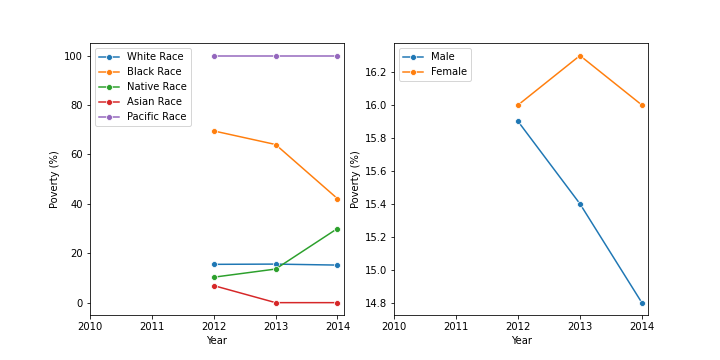 White Race
Black Race
Native Race
Asian Race
Pacific Race
100
80
60
40
20
0
Poverty (%)
2010 2011 2012 2013 2014
Year
Male
Female
16.2
16.0
15.8
15.6
15.4
15.2
15.0
14.8
Poverty (%)
2010 2011 2012 2013 2014
Year